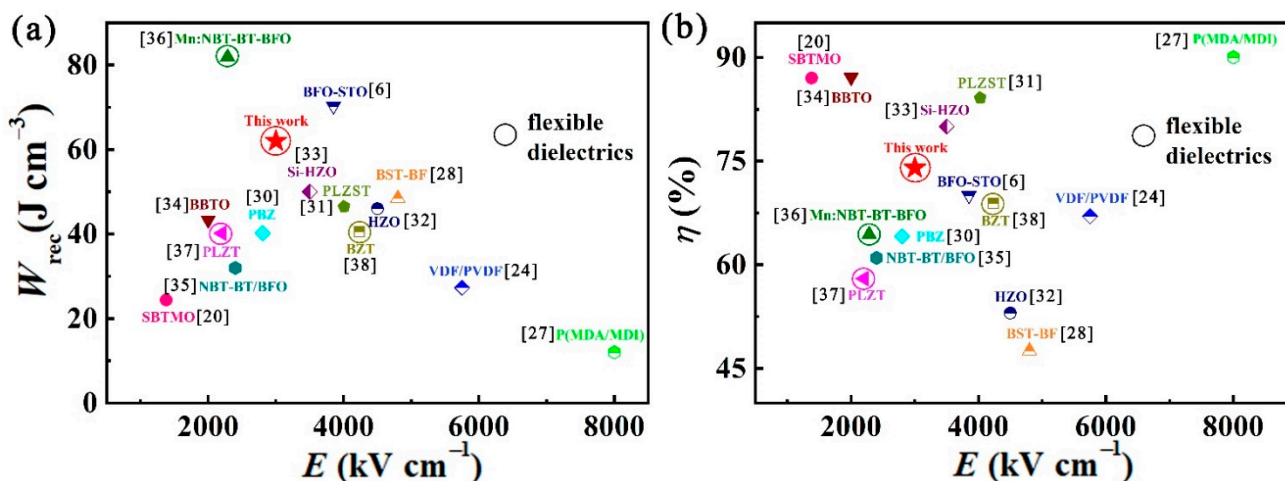 (a)
[36] Mn:NBT-BT-BFO
BFO-STO [6]
This work
flexible
dielectrics
[33]
Si-HZO
[30]
PLZST
BST-BF [28]
[34] BBTO
PBZ
[31]
HZO [32]
[37] PLZT
BZT
[38]
[35]
NBT-BT/BFO
VDF/PVDF [24]
SBTMO [20]
[27] P(MDA/MDI)
W rec (J cm−3)
80
60
40
20
0
2000 4000 6000 8000
E (kV cm−1)
(b)
[20]
SBTMO
[27] P(MDA/MDI)
[34] BBTO
PLZST [31]
[33] Si-HZO
flexible
dielectrics
This work
BFO-STO [6]
VDF/PVDF [24]
[36] Mn:NBT-BT-BFO
BZT [38]
PBZ [30]
NBT-BT/BFO [35]
[37] PLZT
HZO [32]
BST-BF [28]
η (%)
90
75
60
45
2000 4000 6000 8000
E (kV cm−1)